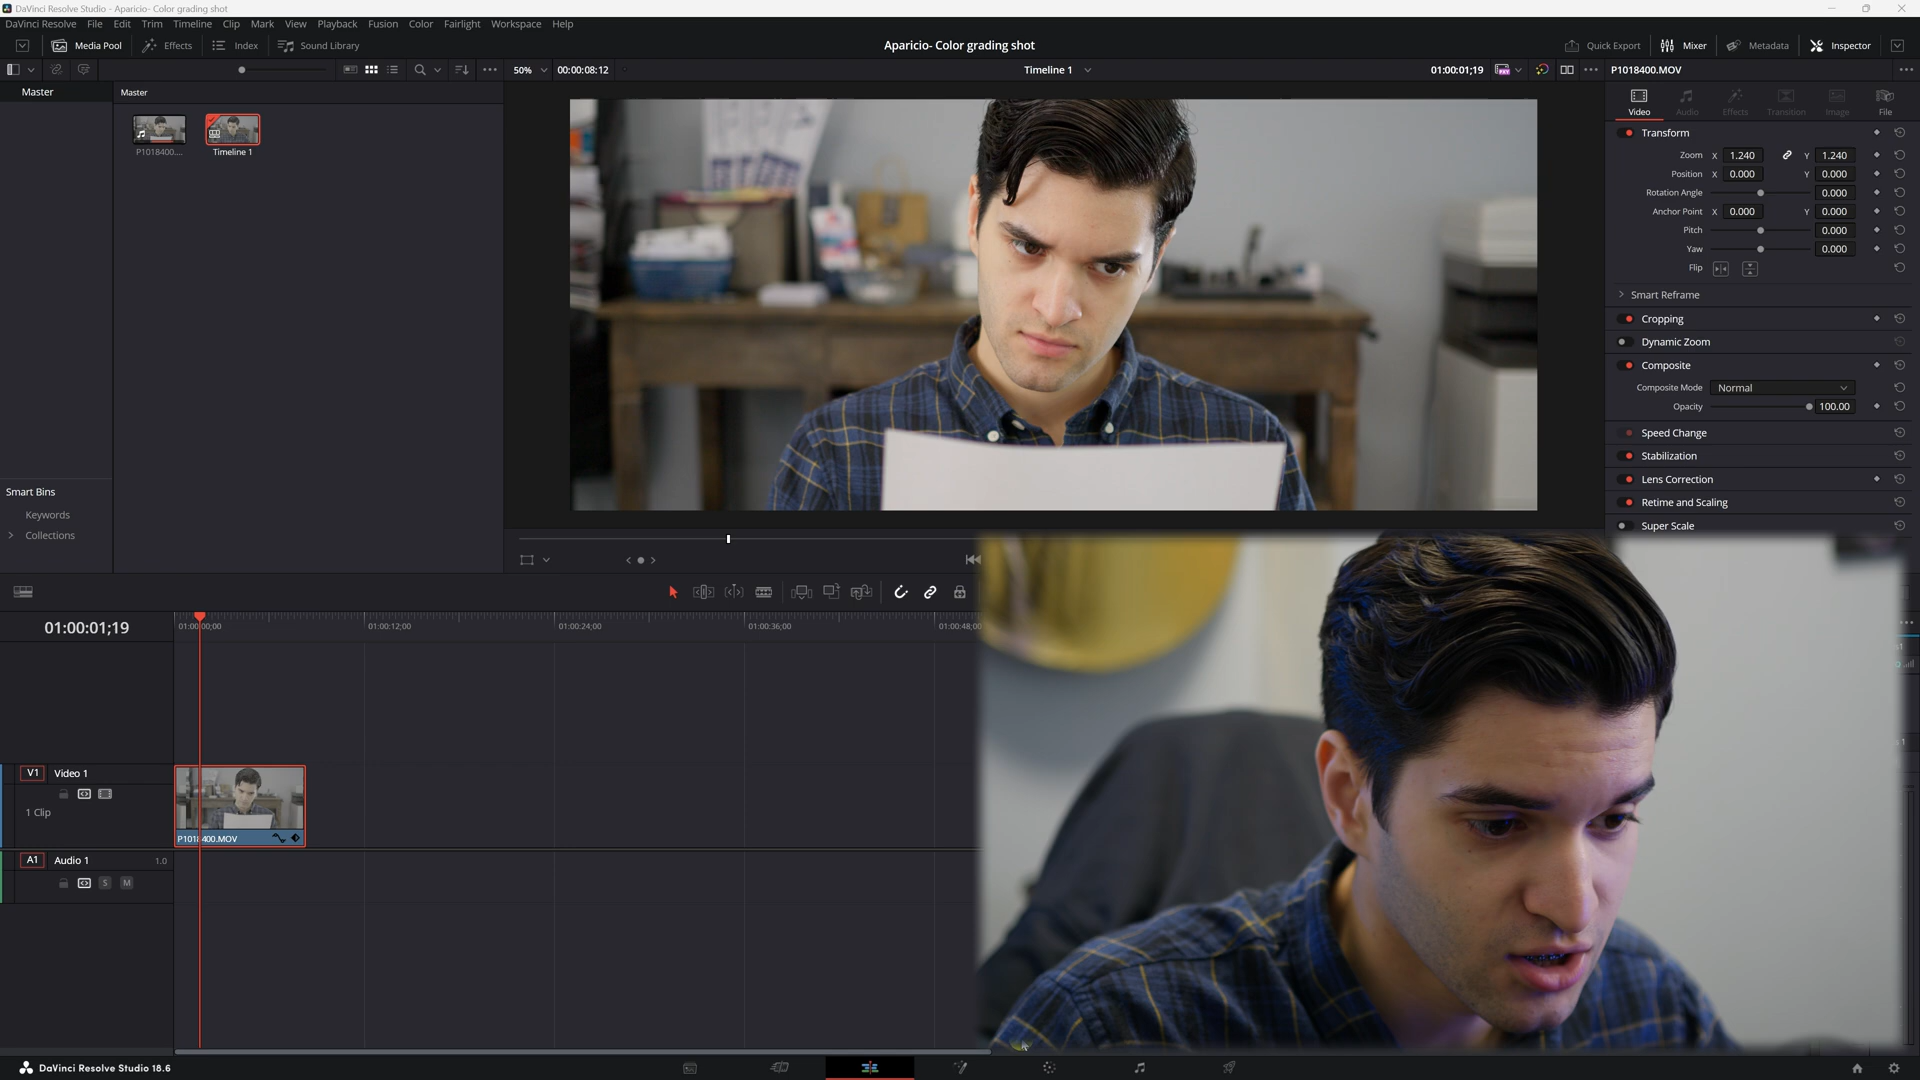 DaVinci Resolve Studio - Aparicio- Color grading shot
DaVinci Resolve File Edit Trim Timeline Clip Mark View Playback Fusion Color Fairlight Workspace Help
Media Pool Effects Index Sound Library Aparicio- Color grading shot Quick Export Mixer Metadata Inspector
50% 00:00:08:12 Timeline 1 01:00:01;19 P1018400.MOV
Master Master
P1018400.... Timeline 1
Video Audio Effects Transition Image File
Transform
Zoom X 1.240 Y 1.240
Position X 0.000 Y 0.000
Rotation Angle 0.000
Anchor Point X 0.000 Y 0.000
Pitch 0.000
Yaw 0.000
Flip
Smart Reframe
Cropping
Dynamic Zoom
Composite
Composite Mode Normal
Opacity 100.00
Speed Change
Stabilization
Lens Correction
Retime and Scaling
Super Scale
Smart Bins
Keywords
Collections
01:00:01;19
01:00:00;00 01:00:12;00 01:00:24;00 01:00:36;00 01:00:48;00
V1 Video 1
1 Clip
P1018400.MOV
A1 Audio 1 1.0
S M
DaVinci Resolve Studio 18.6